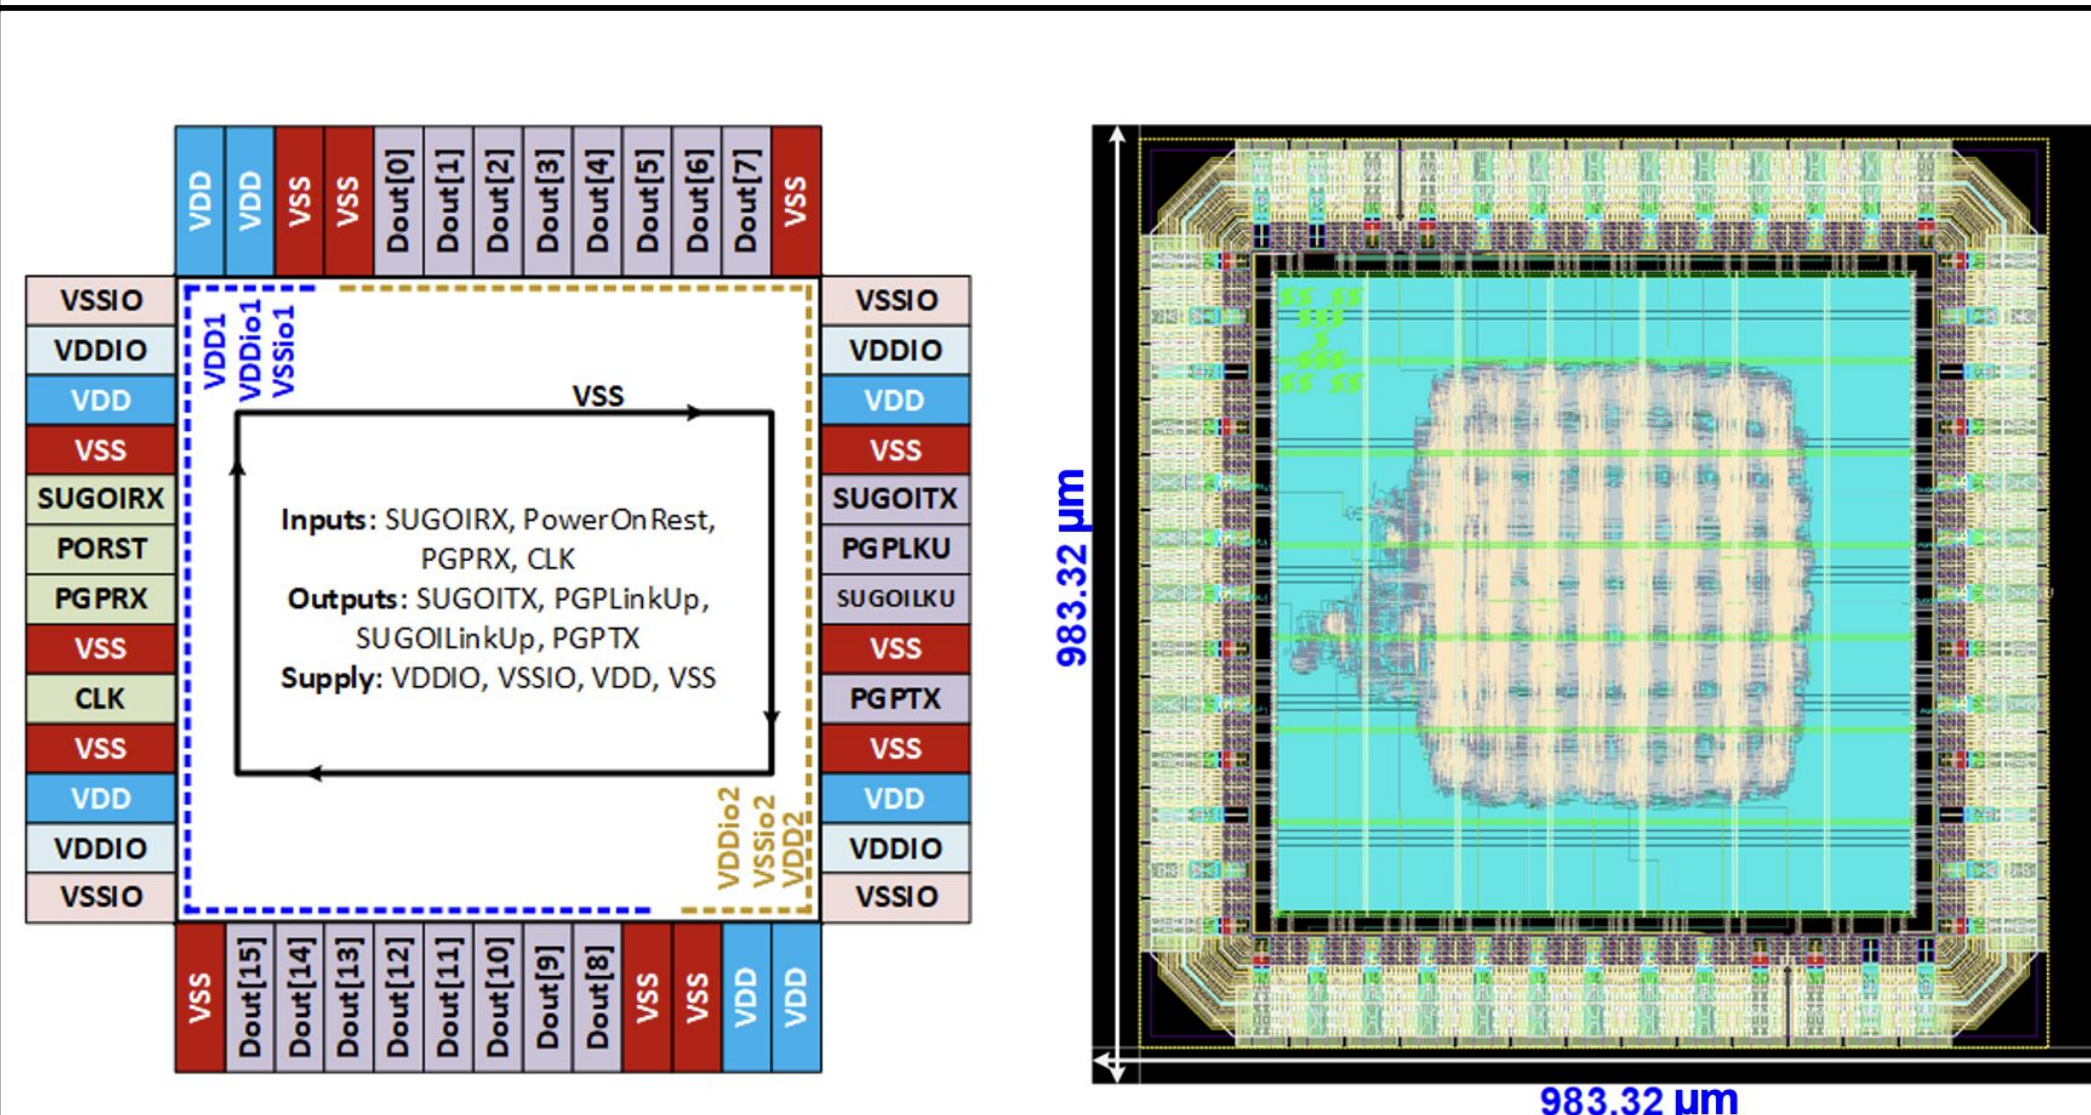 VDD
VDD
VSS
VSS
Dout[0]
Dout[1]
Dout[2]
Dout[3]
Dout[4]
Dout[5]
Dout[6]
Dout[7]
VSS
VSSIO
VDDIO
VDD
VSS
SUGOIRX
PORST
PGPRX
VSS
CLK
VSS
VDD
VDDIO
VSSIO
VDD1
VDDio1
VSSio1
VSS
Inputs: SUGOIRX, PowerOnRest,
PGPRX, CLK
Outputs: SUGOITX, PGPLinkUp,
SUGOILinkUp, PGPTX
Supply: VDDIO, VSSIO, VDD, VSS
VDDio2
VSSio2
VDD2
VSSIO
VDDIO
VDD
VSS
SUGOITX
PGPLKU
SUGOILKU
VSS
PGPTX
VSS
VDD
VDDIO
VSSIO
VSS
Dout[15]
Dout[14]
Dout[13]
Dout[12]
Dout[11]
Dout[10]
Dout[9]
Dout[8]
VSS
VSS
VDD
VDD
983.32 µm
983.32 µm